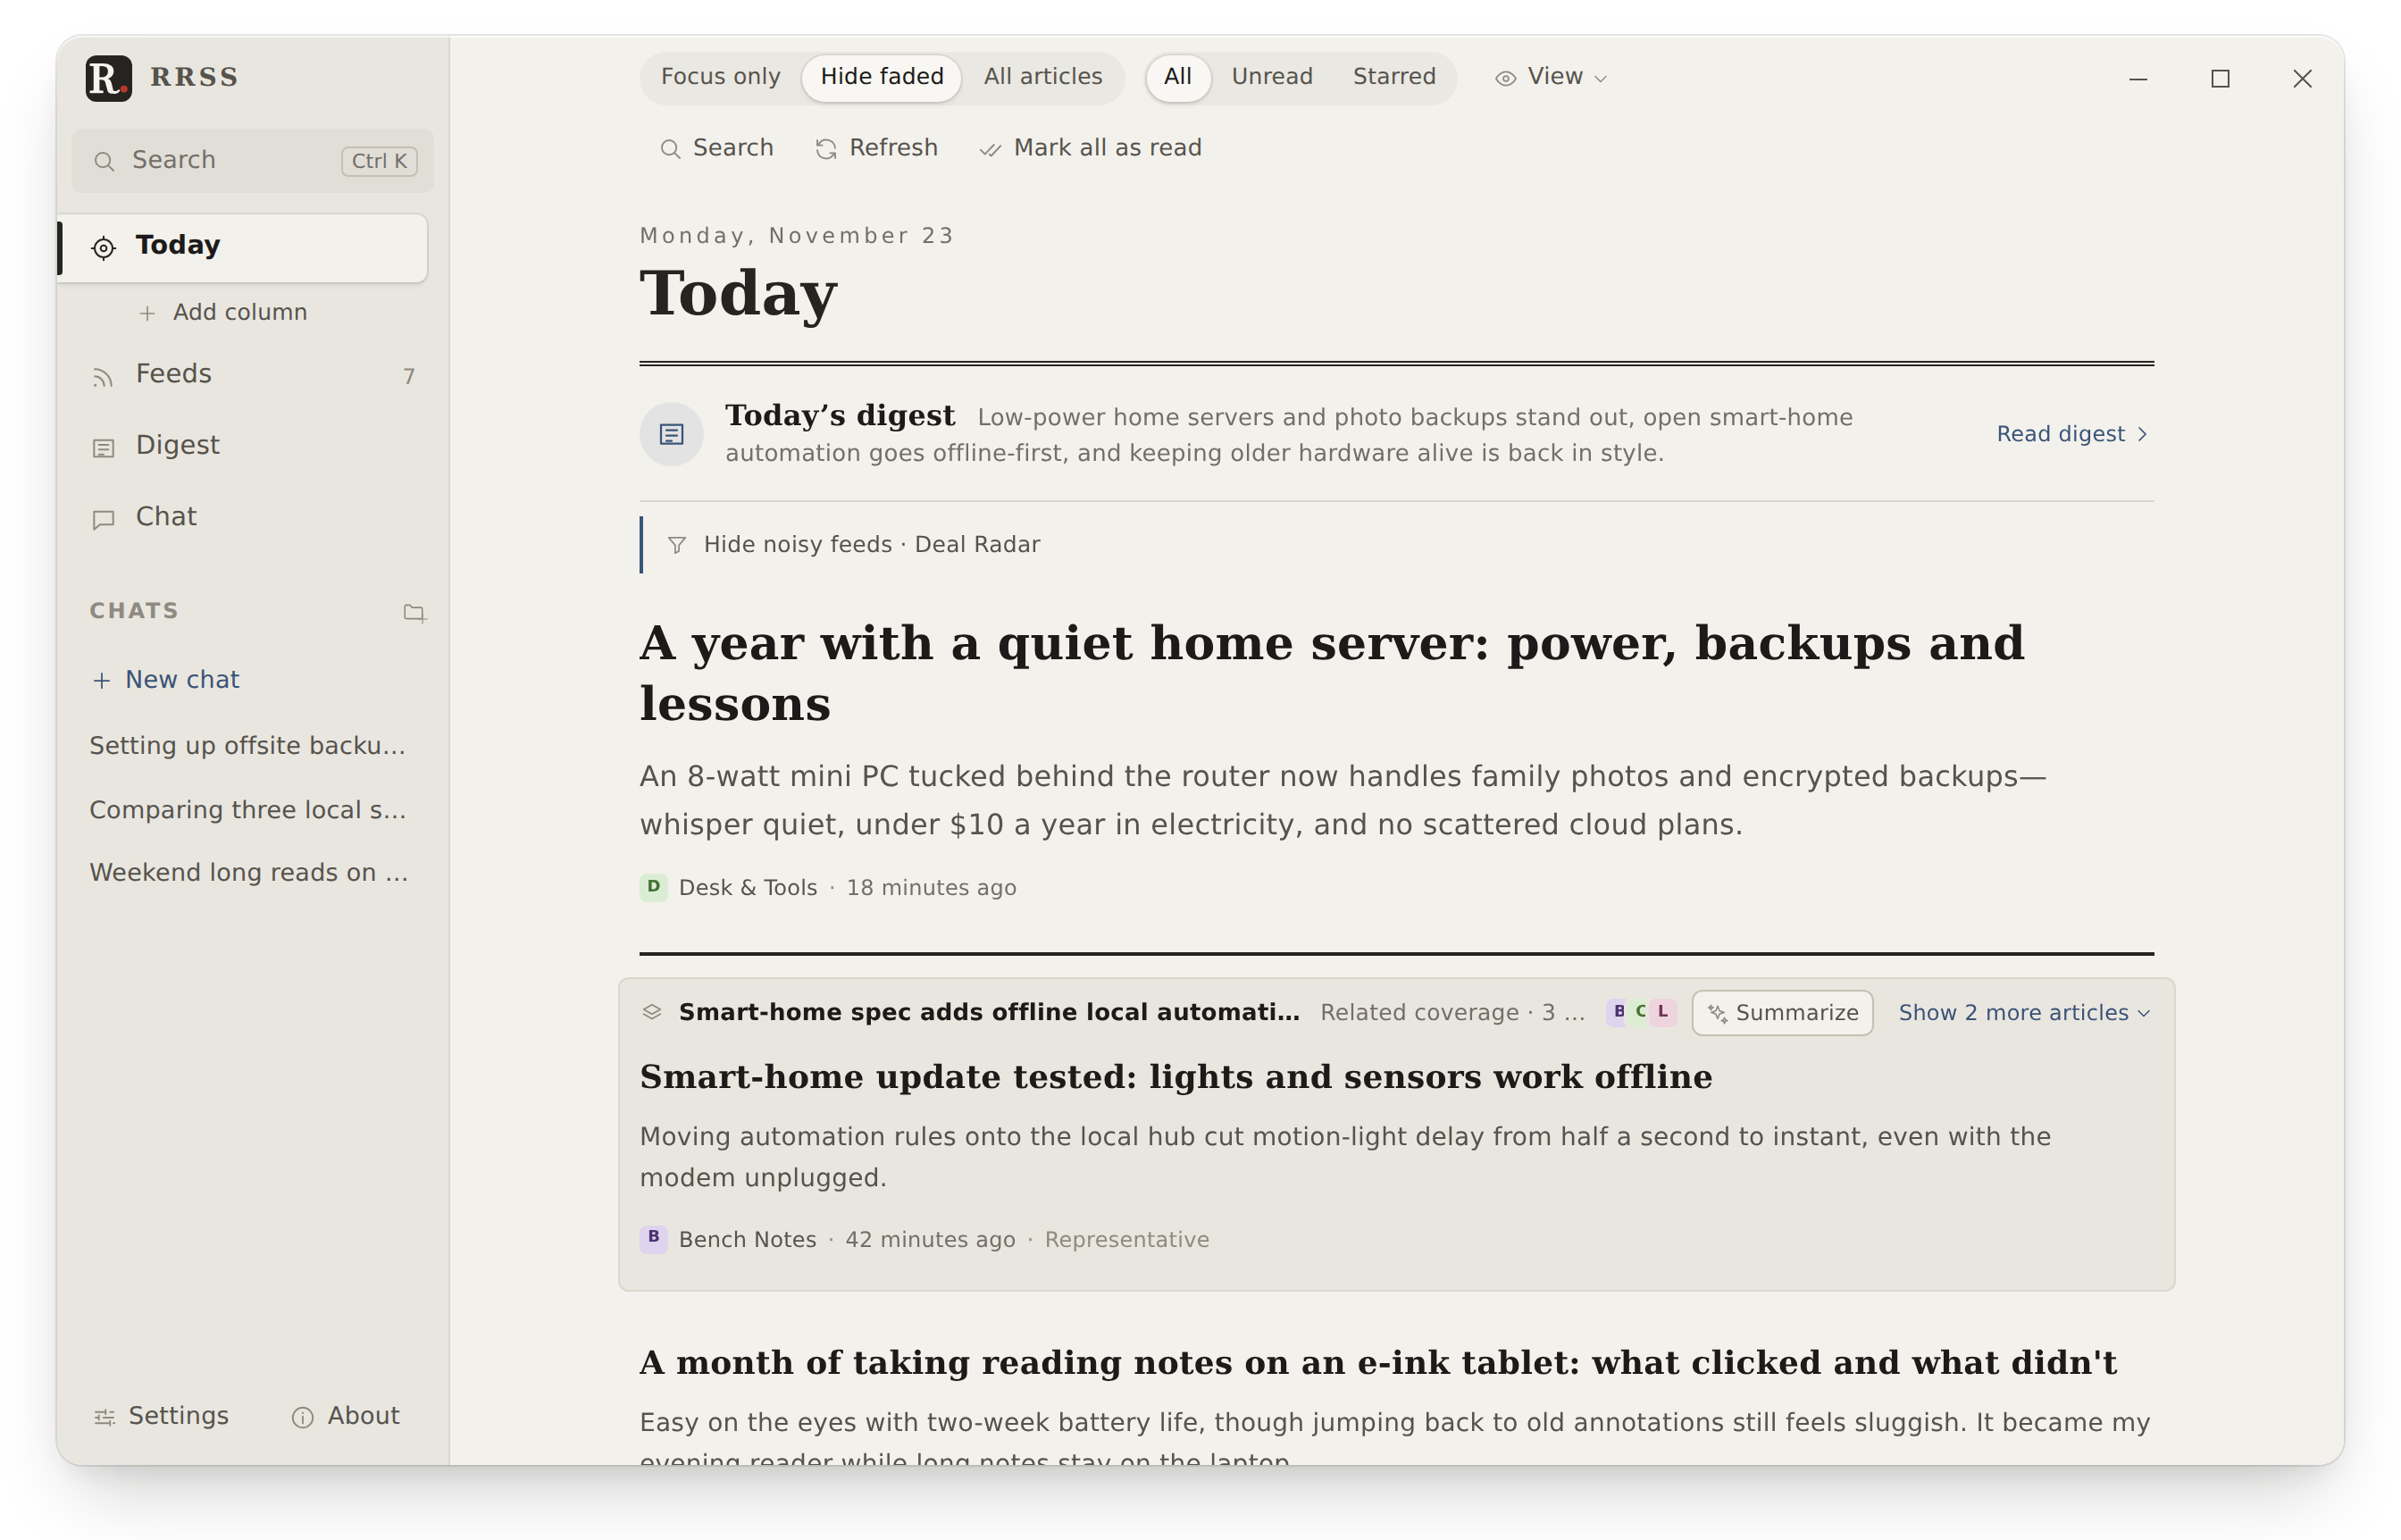 R. RRSS
Search Ctrl K
Today
Add column
Feeds 7
Digest
Chat
CHATS
New chat
Setting up offsite backu...
Comparing three local s...
Weekend long reads on ...
Settings About
Focus only Hide faded All articles All Unread Starred View
Search Refresh Mark all as read
Monday, November 23
Today
Today’s digest Low-power home servers and photo backups stand out, open smart-home
automation goes offline-first, and keeping older hardware alive is back in style.
Read digest
Hide noisy feeds · Deal Radar
A year with a quiet home server: power, backups and
lessons
An 8-watt mini PC tucked behind the router now handles family photos and encrypted backups—
whisper quiet, under $10 a year in electricity, and no scattered cloud plans.
D Desk & Tools · 18 minutes ago
Smart-home spec adds offline local automati... Related coverage · 3 ... B C L Summarize Show 2 more articles
Smart-home update tested: lights and sensors work offline
Moving automation rules onto the local hub cut motion-light delay from half a second to instant, even with the
modem unplugged.
B Bench Notes · 42 minutes ago · Representative
A month of taking reading notes on an e-ink tablet: what clicked and what didn't
Easy on the eyes with two-week battery life, though jumping back to old annotations still feels sluggish. It became my
evening reader while long notes stay on the laptop.